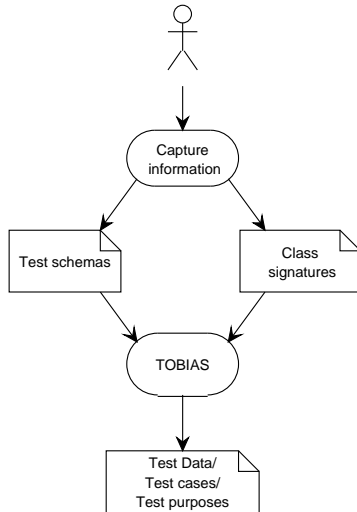 Capture
information
Test schemas
Class
signatures
TOBIAS
Test Data/
Test cases/
Test purposes